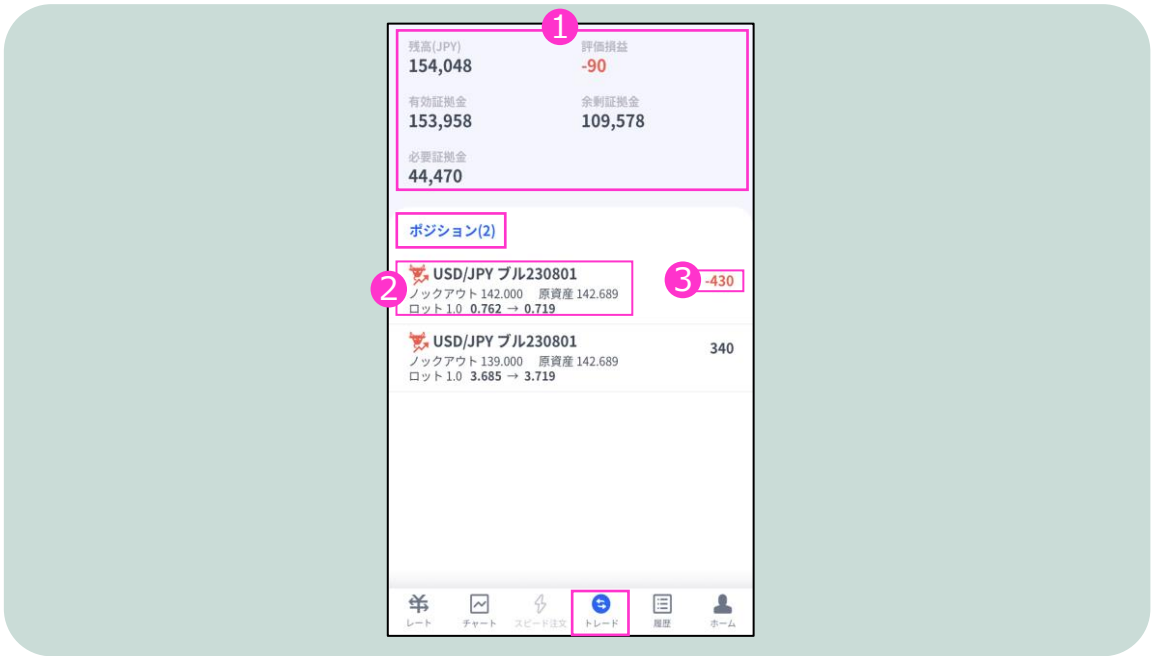 1
残高(JPY) 評価損益
154,048 -90
有効証拠金 余剰証拠金
153,958 109,578
必要証拠金
44,470
ポジション(2)
2 USD/JPY ブル230801 3 -430
ノックアウト 142.000 原資産 142.689
ロット 1.0 0.762 → 0.719
USD/JPY ブル230801 340
ノックアウト 139.000 原資産 142.689
ロット 1.0 3.685 → 3.719
レート チャート スピード注文 トレード 履歴 ホーム